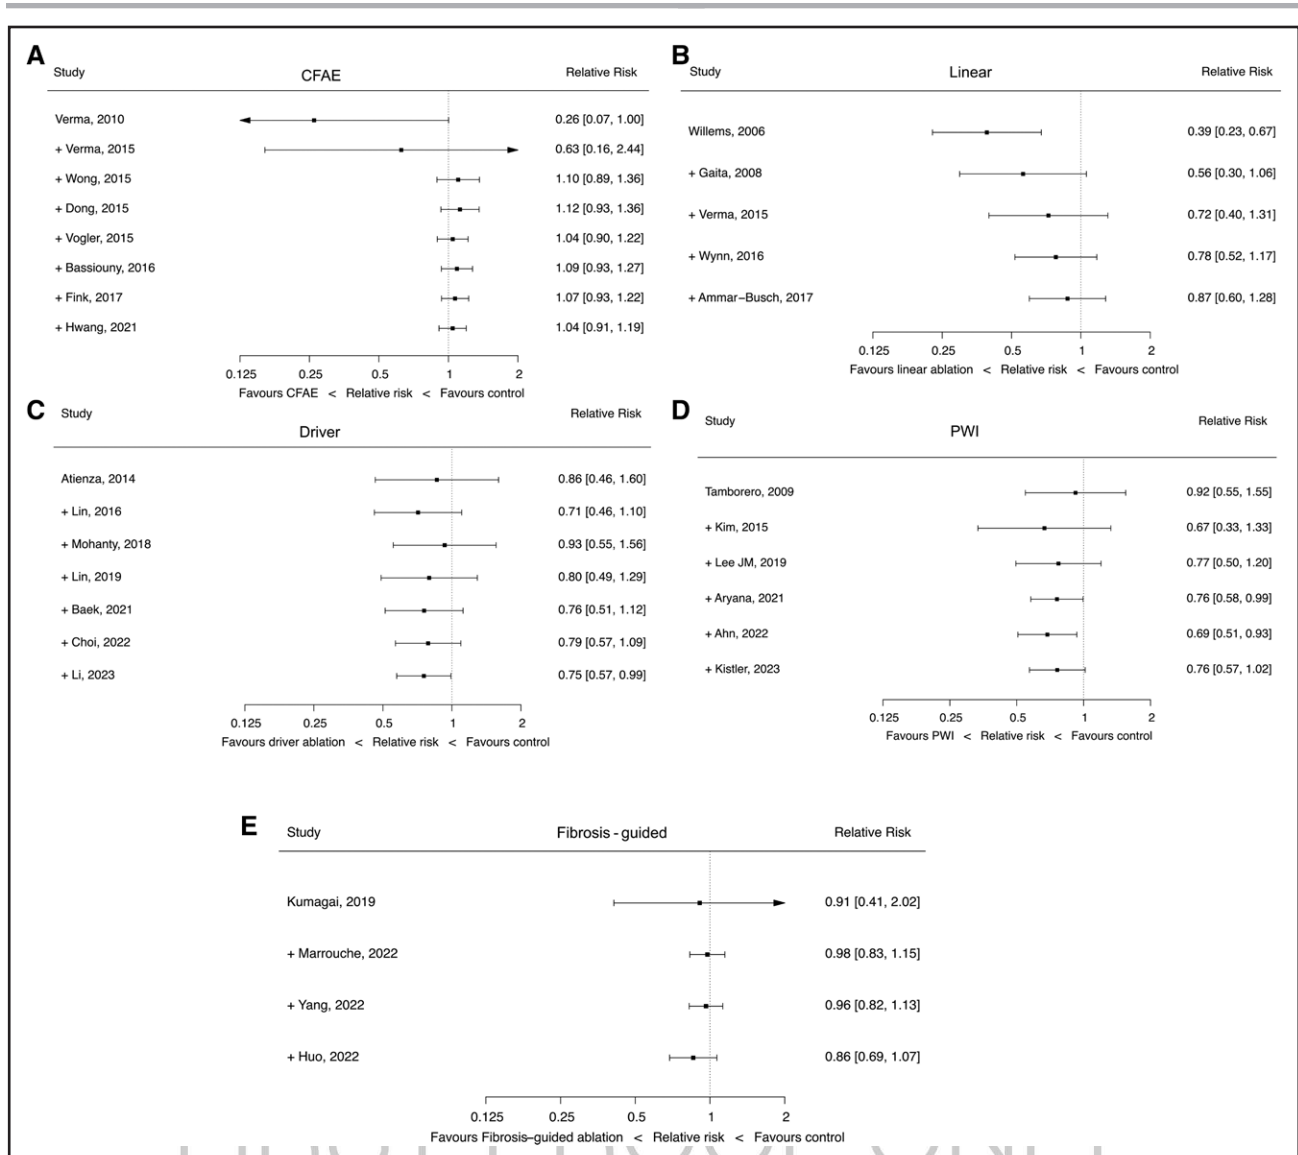 A
Study CFAE Relative Risk
Verma, 2010 0.26 [0.07, 1.00]
+ Verma, 2015 0.63 [0.16, 2.44]
+ Wong, 2015 1.10 [0.89, 1.36]
+ Dong, 2015 1.12 [0.93, 1.36]
+ Vogler, 2015 1.04 [0.90, 1.22]
+ Bassiouny, 2016 1.09 [0.93, 1.27]
+ Fink, 2017 1.07 [0.93, 1.22]
+ Hwang, 2021 1.04 [0.91, 1.19]
0.125 0.25 0.5 1 2
Favours CFAE < Relative risk < Favours control
B
Study Linear Relative Risk
Willems, 2006 0.39 [0.23, 0.67]
+ Gaita, 2008 0.56 [0.30, 1.06]
+ Verma, 2015 0.72 [0.40, 1.31]
+ Wynn, 2016 0.78 [0.52, 1.17]
+ Ammar−Busch, 2017 0.87 [0.60, 1.28]
0.125 0.25 0.5 1 2
Favours linear ablation < Relative risk < Favours control
C
Study Relative Risk
Driver
Atienza, 2014 0.86 [0.46, 1.60]
+ Lin, 2016 0.71 [0.46, 1.10]
+ Mohanty, 2018 0.93 [0.55, 1.56]
+ Lin, 2019 0.80 [0.49, 1.29]
+ Baek, 2021 0.76 [0.51, 1.12]
+ Choi, 2022 0.79 [0.57, 1.09]
+ Li, 2023 0.75 [0.57, 0.99]
0.125 0.25 0.5 1 2
Favours driver ablation < Relative risk < Favours control
D
Study Relative Risk
PWI
Tamborero, 2009 0.92 [0.55, 1.55]
+ Kim, 2015 0.67 [0.33, 1.33]
+ Lee JM, 2019 0.77 [0.50, 1.20]
+ Aryana, 2021 0.76 [0.58, 0.99]
+ Ahn, 2022 0.69 [0.51, 0.93]
+ Kistler, 2023 0.76 [0.57, 1.02]
0.125 0.25 0.5 1 2
Favours PWI < Relative risk < Favours control
E
Study Fibrosis - guided Relative Risk
Kumagai, 2019 0.91 [0.41, 2.02]
+ Marrouche, 2022 0.98 [0.83, 1.15]
+ Yang, 2022 0.96 [0.82, 1.13]
+ Huo, 2022 0.86 [0.69, 1.07]
0.125 0.25 0.5 1 2
Favours Fibrosis−guided ablation < Relative risk < Favours control